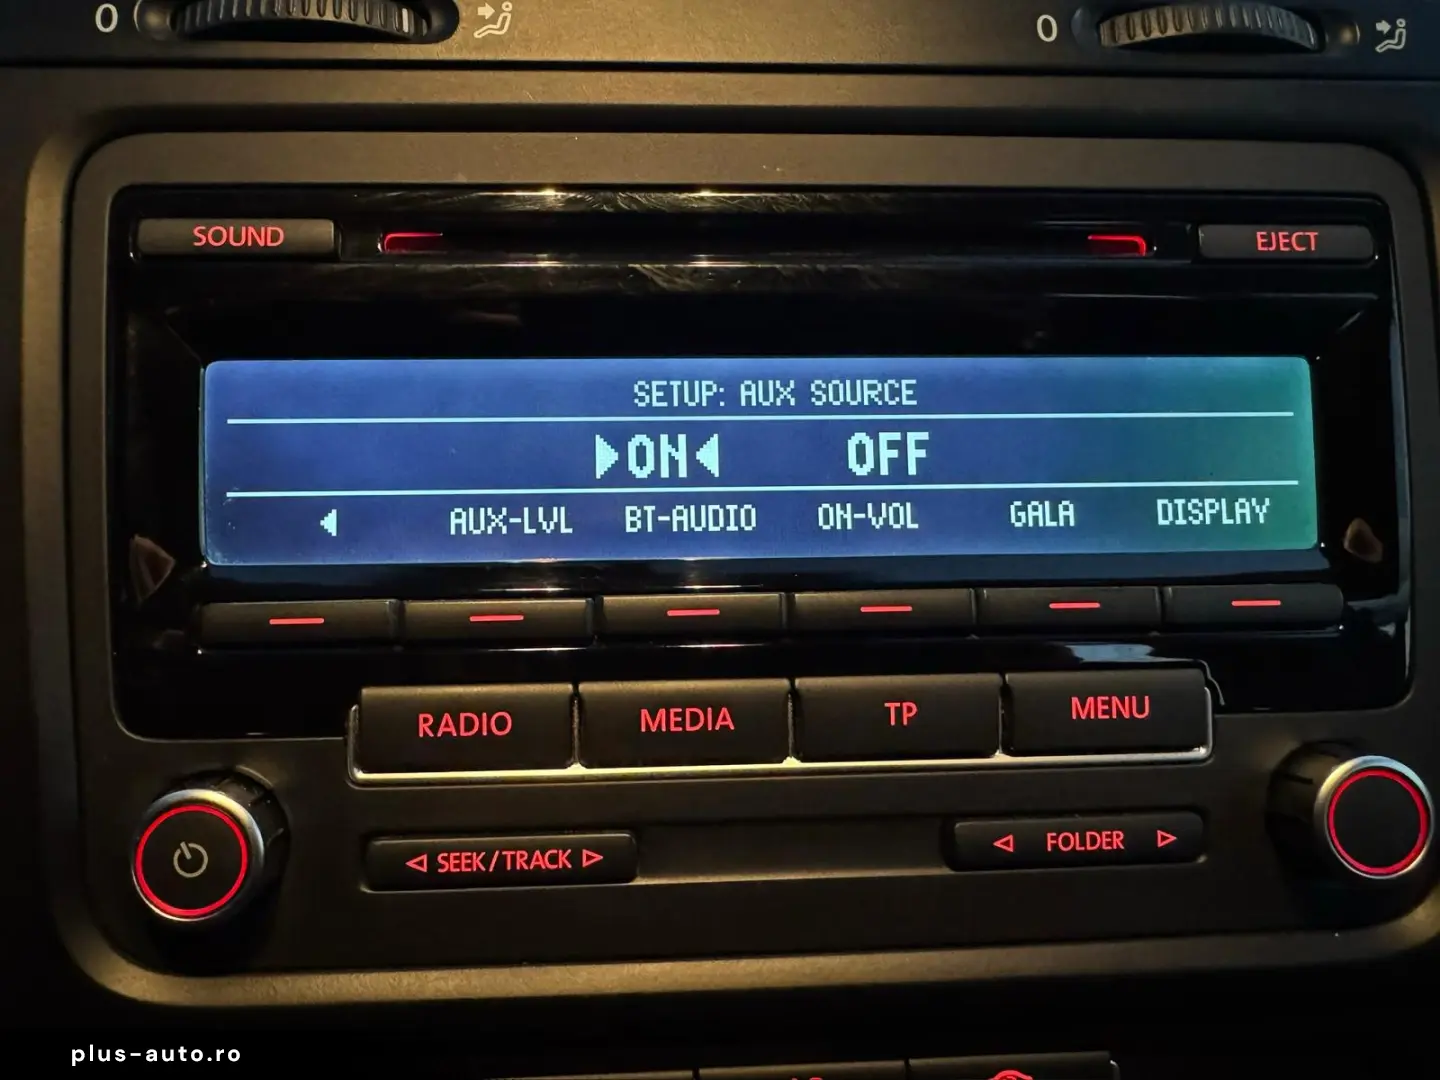 0 0
SOUND EJECT
SETUP: AUX SOURCE
ON OFF
AUX-LVL BT-AUDIO ON-VOL GALA DISPLAY
RADIO MEDIA TP MENU
SEEK/TRACK FOLDER
plus-auto.ro